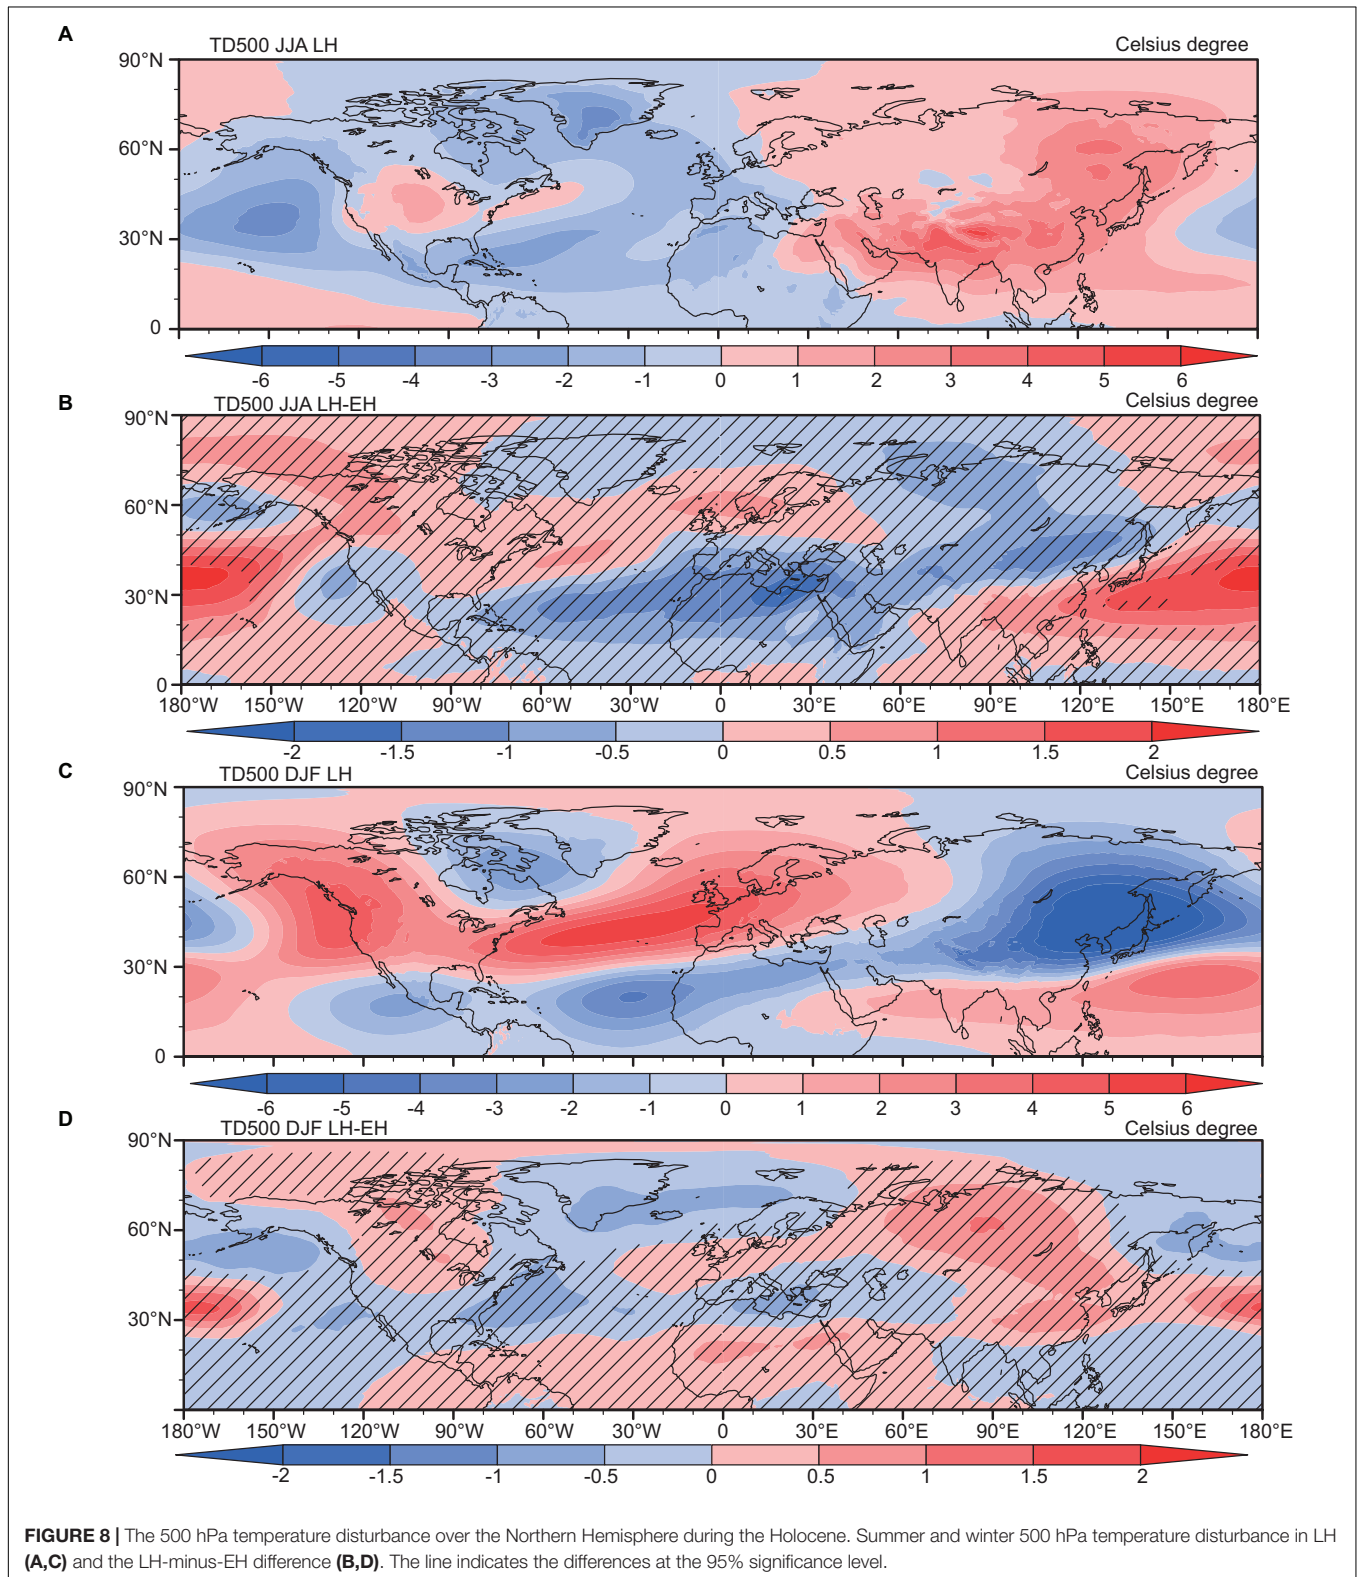 A
TD500 JJA LH
Celsius degree
90°N
60°N
30°N
0
-6 -5 -4 -3 -2 -1 0 1 2 3 4 5 6
B
TD500 JJA LH-EH
Celsius degree
90°N
60°N
30°N
0
180°W 150°W 120°W 90°W 60°W 30°W 0 30°E 60°E 90°E 120°E 150°E 180°E
-2 -1.5 -1 -0.5 0 0.5 1 1.5 2
C
TD500 DJF LH
Celsius degree
90°N
60°N
30°N
0
-6 -5 -4 -3 -2 -1 0 1 2 3 4 5 6
D
TD500 DJF LH-EH
Celsius degree
90°N
60°N
30°N
180°W 150°W 120°W 90°W 60°W 30°W 0 30°E 60°E 90°E 120°E 150°E 180°E
-2 -1.5 -1 -0.5 0 0.5 1 1.5 2
FIGURE 8 | The 500 hPa temperature disturbance over the Northern Hemisphere during the Holocene. Summer and winter 500 hPa temperature disturbance in LH
(A,C) and the LH-minus-EH difference (B,D). The line indicates the differences at the 95% significance level.